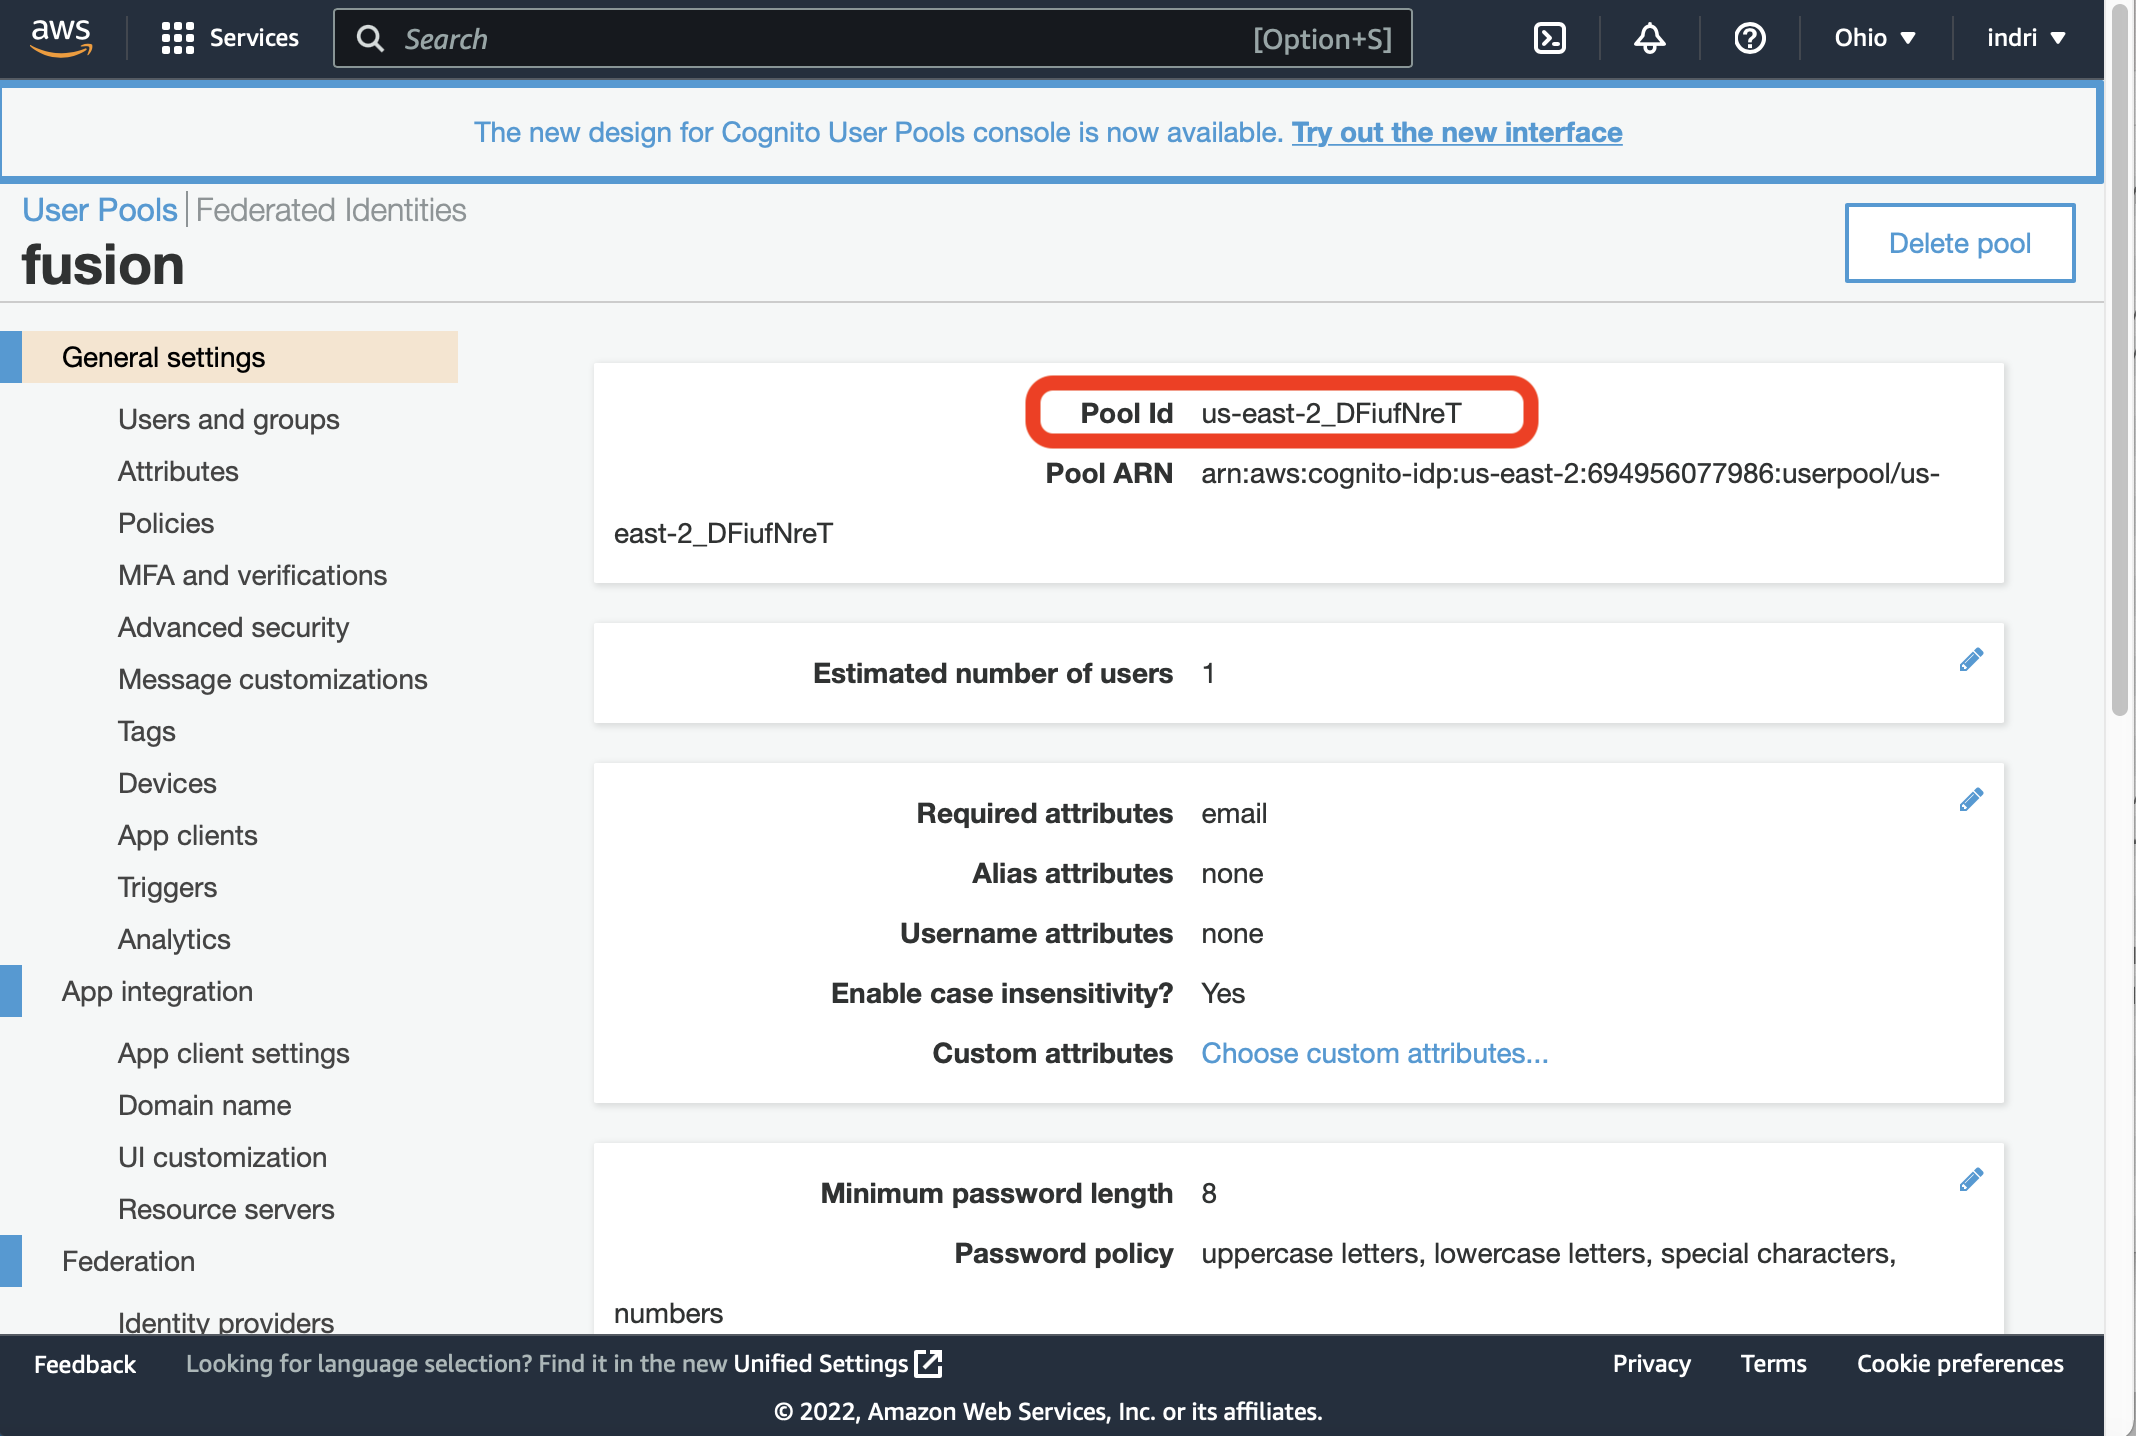 aws Services Search [Option+S] Ohio indri
The new design for Cognito User Pools console is now available. Try out the new interface
User Pools Federated Identities
fusion
Delete pool
General settings
Users and groups
Attributes
Policies
MFA and verifications
Advanced security
Message customizations
Tags
Devices
App clients
Triggers
Analytics
App integration
App client settings
Domain name
UI customization
Resource servers
Federation
Identity providers
Pool Id us-east-2_DFiufNreT
Pool ARN arn:aws:cognito-idp:us-east-2:694956077986:userpool/us-
east-2_DFiufNreT
Estimated number of users 1
Required attributes email
Alias attributes none
Username attributes none
Enable case insensitivity? Yes
Custom attributes Choose custom attributes...
Minimum password length 8
Password policy uppercase letters, lowercase letters, special characters,
numbers
Feedback Looking for language selection? Find it in the new Unified Settings Privacy Terms Cookie preferences
© 2022, Amazon Web Services, Inc. or its affiliates.